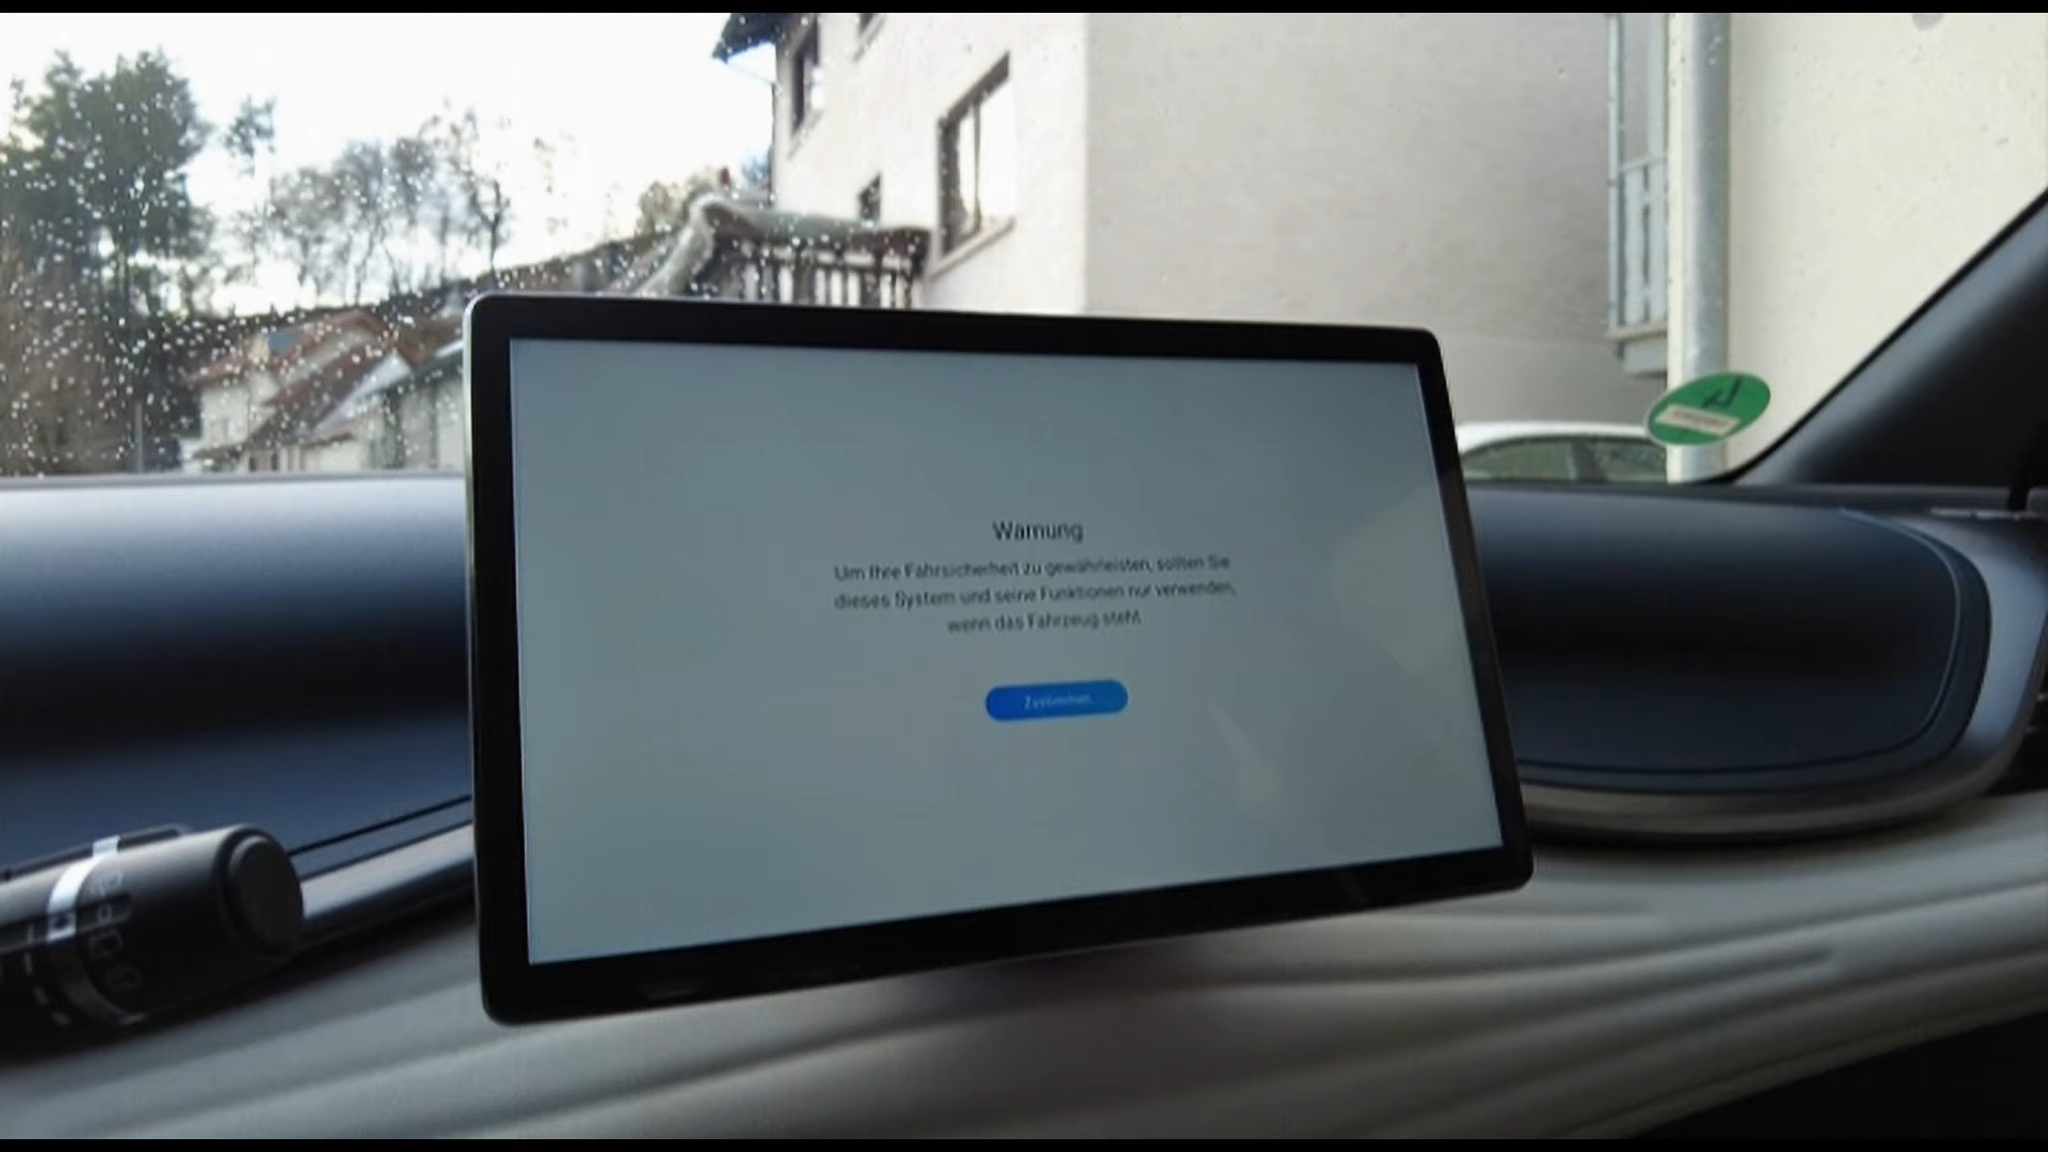 Warnung
Um Ihre Fahrsicherheit zu gewährleisten, sollten Sie
dieses System und seine Funktionen nur verwenden,
wenn das Fahrzeug steht
Zustimmen